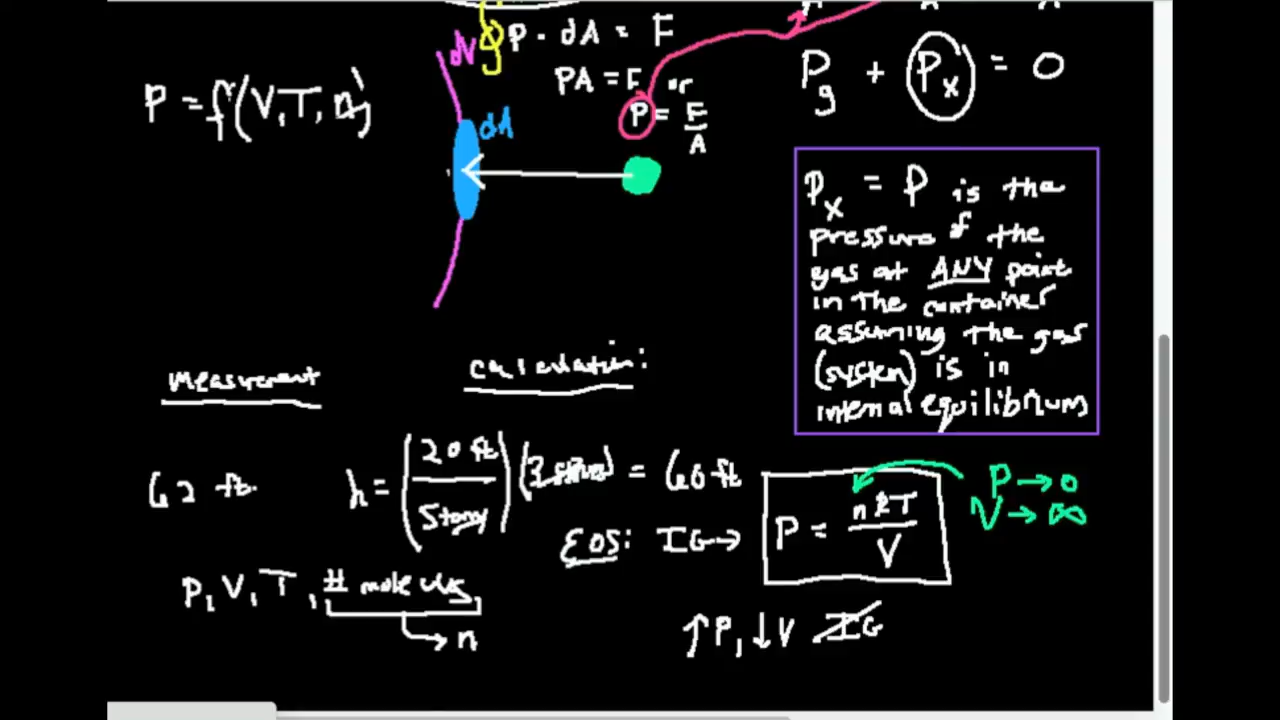 P · dA = F
PA = F or
P = F/A
dV
dA
P = f(V, T, n)
P_g + P_x = 0
P_x = P is the
pressure of the
gas at ANY point
in the container
assuming the gas
(system) is in
internal equilibrium
measurement
calculation:
62 ft.
h = (20 ft / story) (3 stories) = 60 ft
P → 0
V → ∞
EOS: IG → P = nRT / V
P, V, T, # molecules
→ n
↑P, ↓V IG